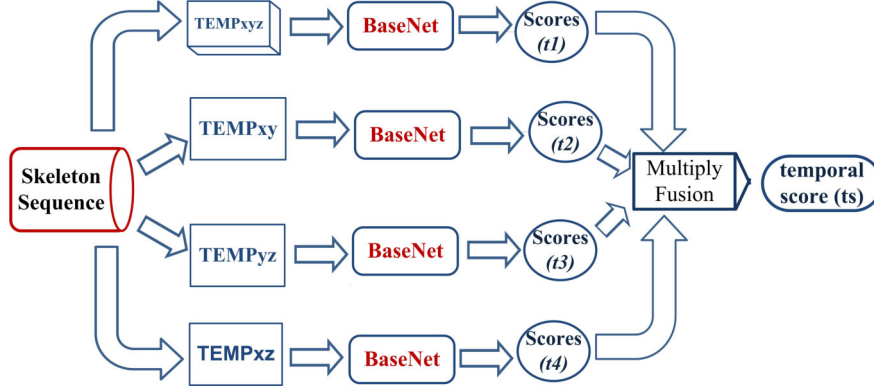 TEMPxyz
BaseNet
Scores
(t1)
TEMPxy
BaseNet
Scores
(t2)
Skeleton
Sequence
Multiply
Fusion
temporal
score (ts)
TEMPyz
BaseNet
Scores
(t3)
TEMPxz
BaseNet
Scores
(t4)